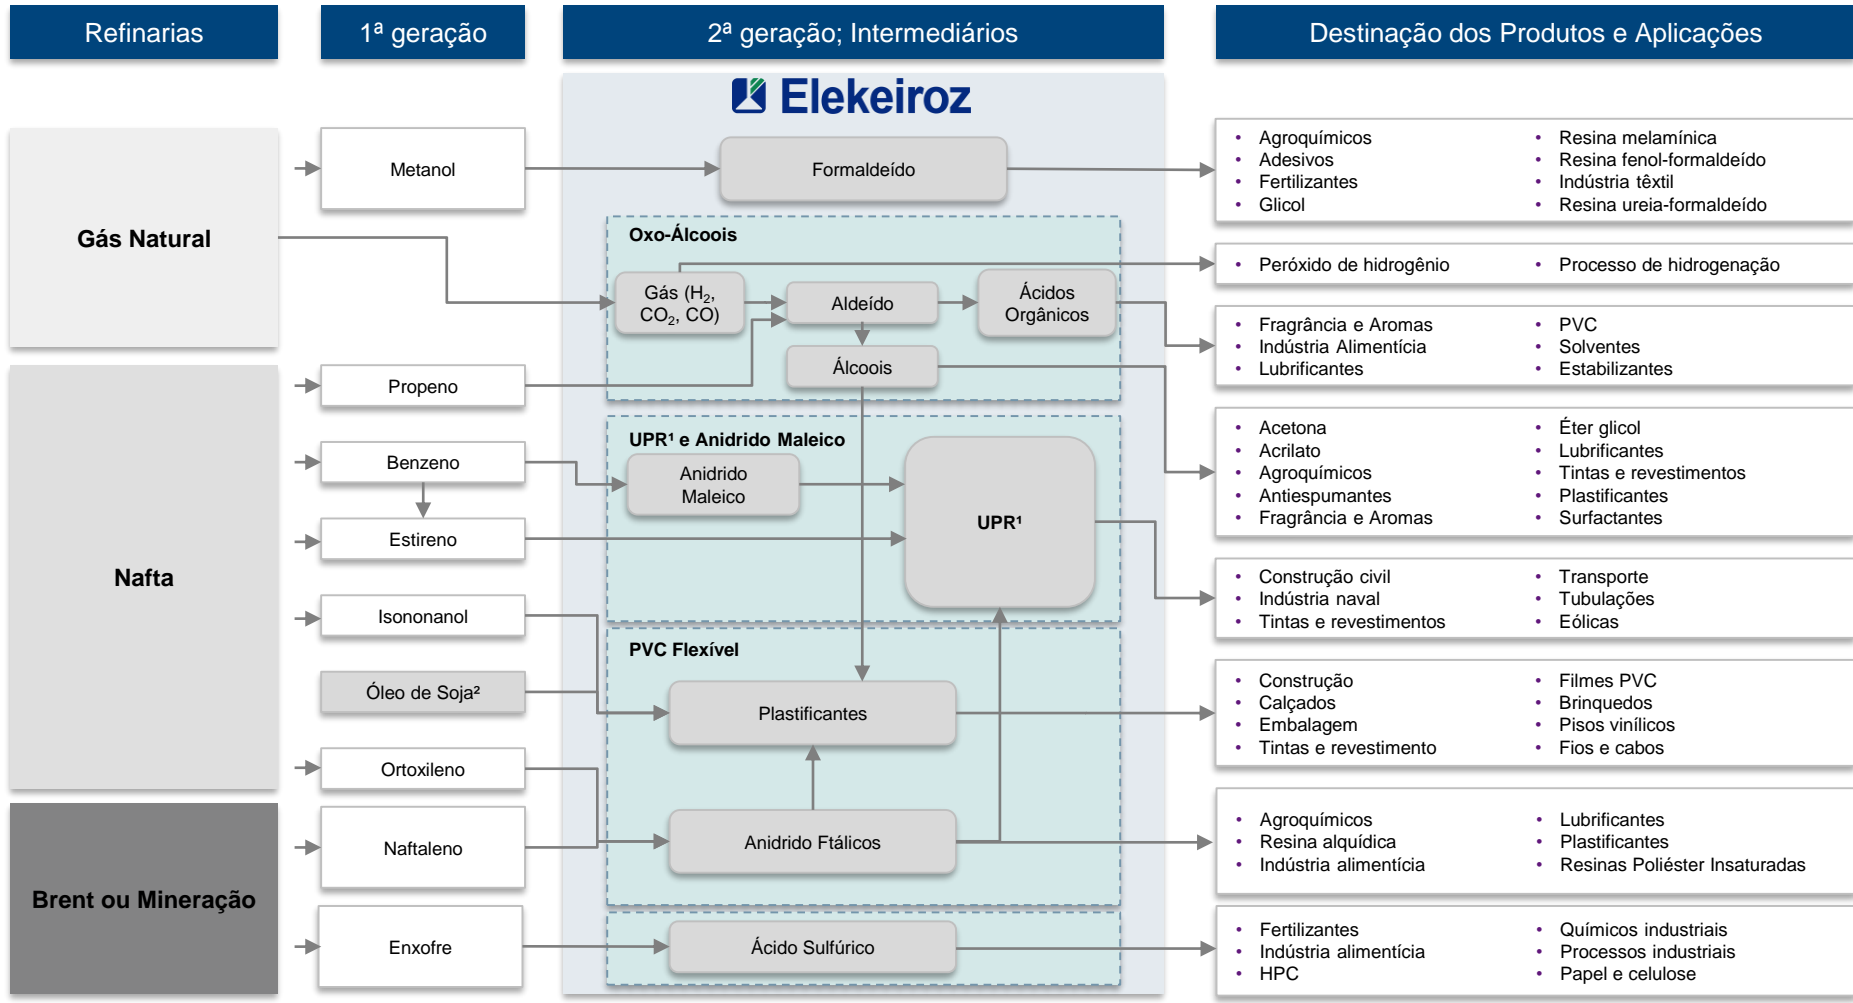 Refinarias
1ª geração
2ª geração; Intermediários
Destinação dos Produtos e Aplicações
Elekeiroz
Gás Natural
Nafta
Brent ou Mineração
Metanol
Propeno
Benzeno
Estireno
Isononanol
Óleo de Soja²
Ortoxileno
Naftaleno
Enxofre
Formaldeído
Oxo-Álcoois
Gás (H₂,
CO₂, CO)
Aldeído
Ácidos
Orgânicos
Álcoois
UPR¹ e Anidrido Maleico
Anidrido
Maleico
UPR¹
PVC Flexível
Plastificantes
Anidrido Ftálicos
Ácido Sulfúrico
• Agroquímicos
• Adesivos
• Fertilizantes
• Glicol
• Resina melamínica
• Resina fenol-formaldeído
• Indústria têxtil
• Resina ureia-formaldeído
• Peróxido de hidrogênio
• Processo de hidrogenação
• Fragrância e Aromas
• Indústria Alimentícia
• Lubrificantes
• PVC
• Solventes
• Estabilizantes
• Acetona
• Acrilato
• Agroquímicos
• Antiespumantes
• Fragrância e Aromas
• Éter glicol
• Lubrificantes
• Tintas e revestimentos
• Plastificantes
• Surfactantes
• Construção civil
• Indústria naval
• Tintas e revestimentos
• Transporte
• Tubulações
• Eólicas
• Construção
• Calçados
• Embalagem
• Tintas e revestimento
• Filmes PVC
• Brinquedos
• Pisos vinílicos
• Fios e cabos
• Agroquímicos
• Resina alquídica
• Indústria alimentícia
• Lubrificantes
• Plastificantes
• Resinas Poliéster Insaturadas
• Fertilizantes
• Indústria alimentícia
• HPC
• Químicos industriais
• Processos industriais
• Papel e celulose